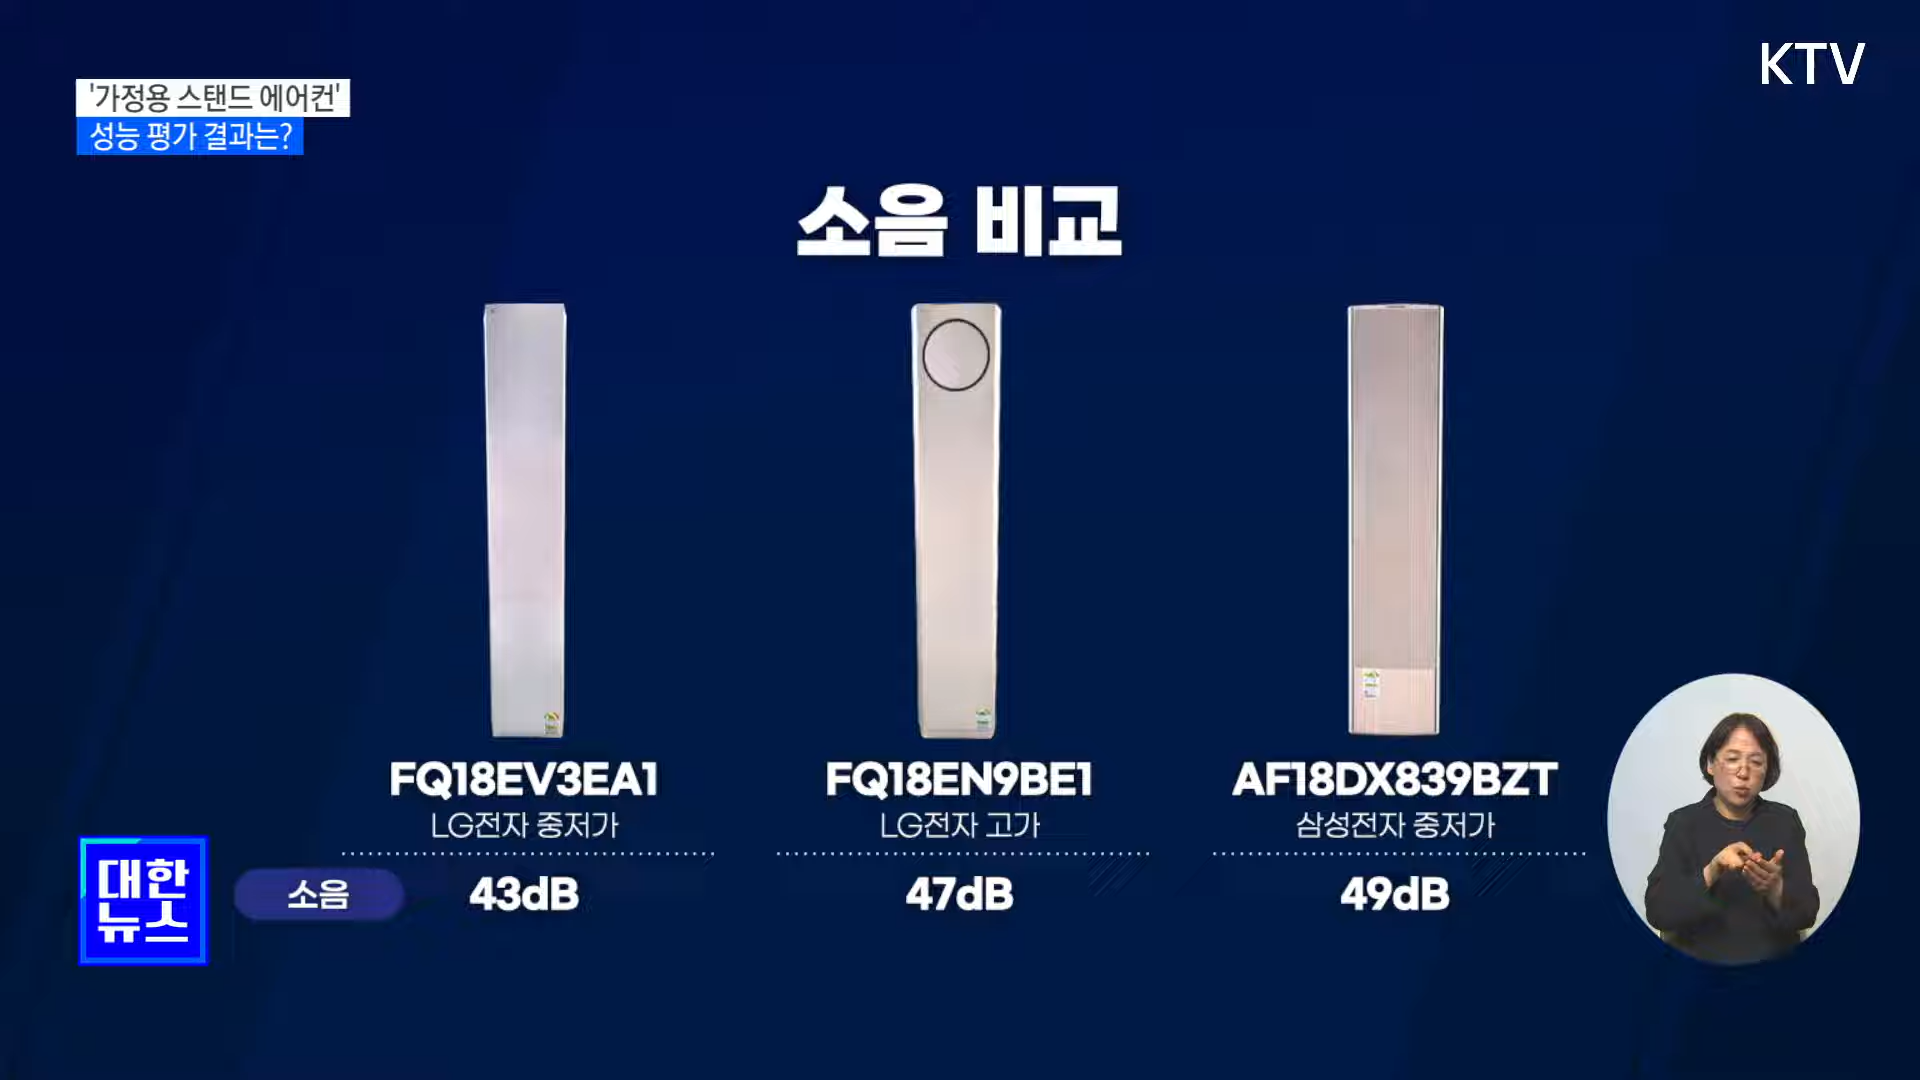 KTV
'가정용 스탠드 에어컨'
성능 평가 결과는?
소음 비교
FQ18EV3EA1
LG전자 중저가
FQ18EN9BE1
LG전자 고가
AF18DX839BZT
삼성전자 중저가
소음
43dB
47dB
49dB
대한
뉴스